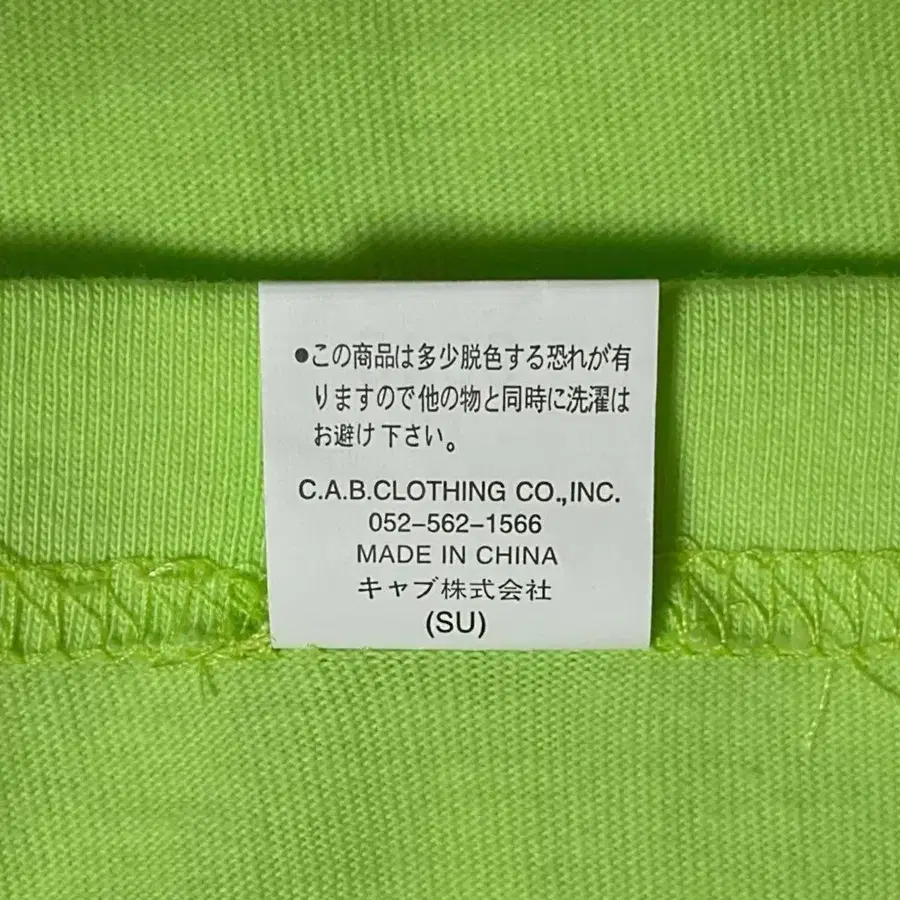 ●この商品は多少脱色する恐れが有
りますので他の物と同時に洗濯は
お避け下さい。
C.A.B.CLOTHING CO.,INC.
052-562-1566
MADE IN CHINA
キャブ株式会社
(SU)